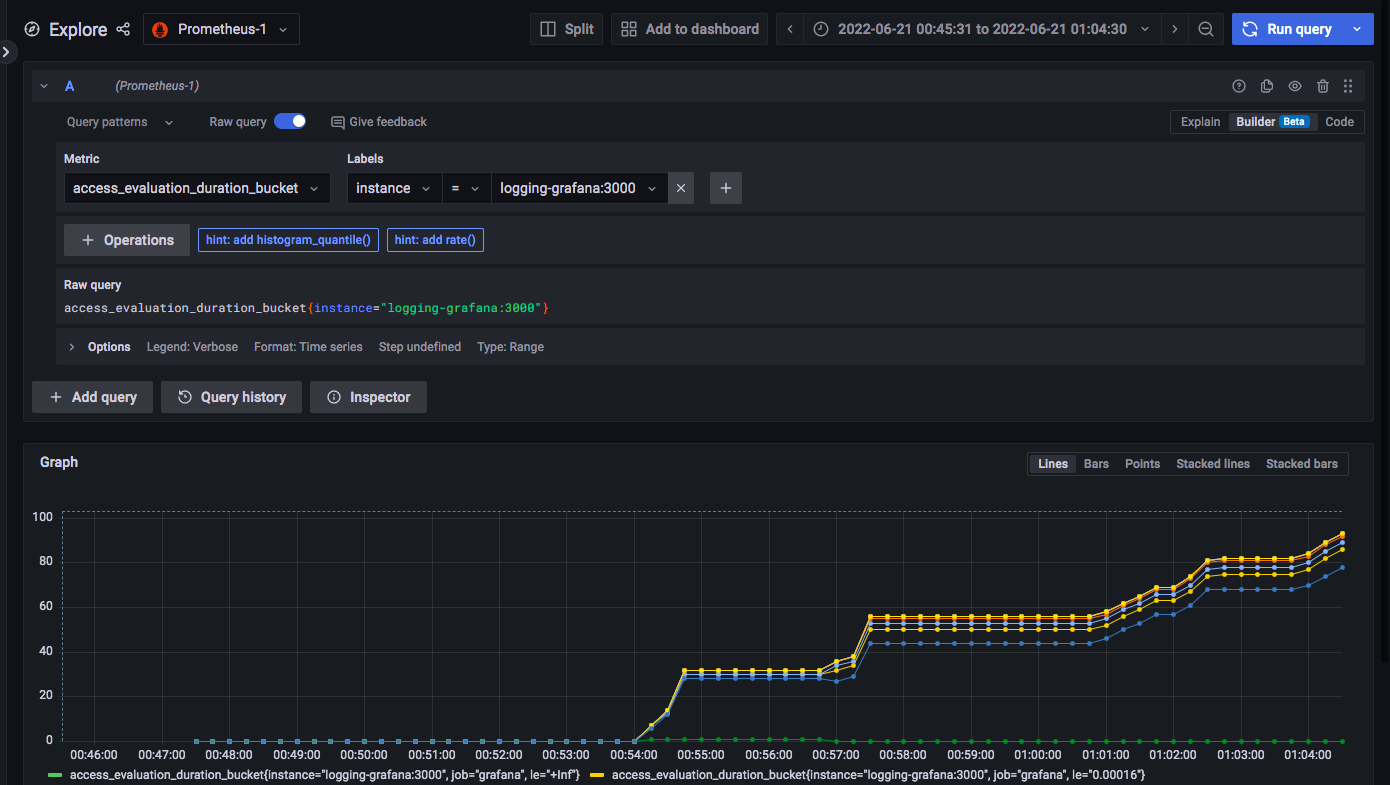 Explore Prometheus-1 Split Add to dashboard 2022-06-21 00:45:31 to 2022-06-21 01:04:30 Run query
A (Prometheus-1)
Query patterns Raw query Give feedback Explain Builder Beta Code
Metric Labels
access_evaluation_duration_bucket instance = logging-grafana:3000
Operations hint: add histogram_quantile() hint: add rate()
Raw query
access_evaluation_duration_bucket{instance="logging-grafana:3000"}
Options Legend: Verbose Format: Time series Step undefined Type: Range
Add query Query history Inspector
Graph Lines Bars Points Stacked lines Stacked bars
100
80
60
40
20
0
00:46:00 00:47:00 00:48:00 00:49:00 00:50:00 00:51:00 00:52:00 00:53:00 00:54:00 00:55:00 00:56:00 00:57:00 00:58:00 00:59:00 01:00:00 01:01:00 01:02:00 01:03:00 01:04:00
access_evaluation_duration_bucket{instance="logging-grafana:3000", job="grafana", le="+Inf"} access_evaluation_duration_bucket{instance="logging-grafana:3000", job="grafana", le="0.00016"}